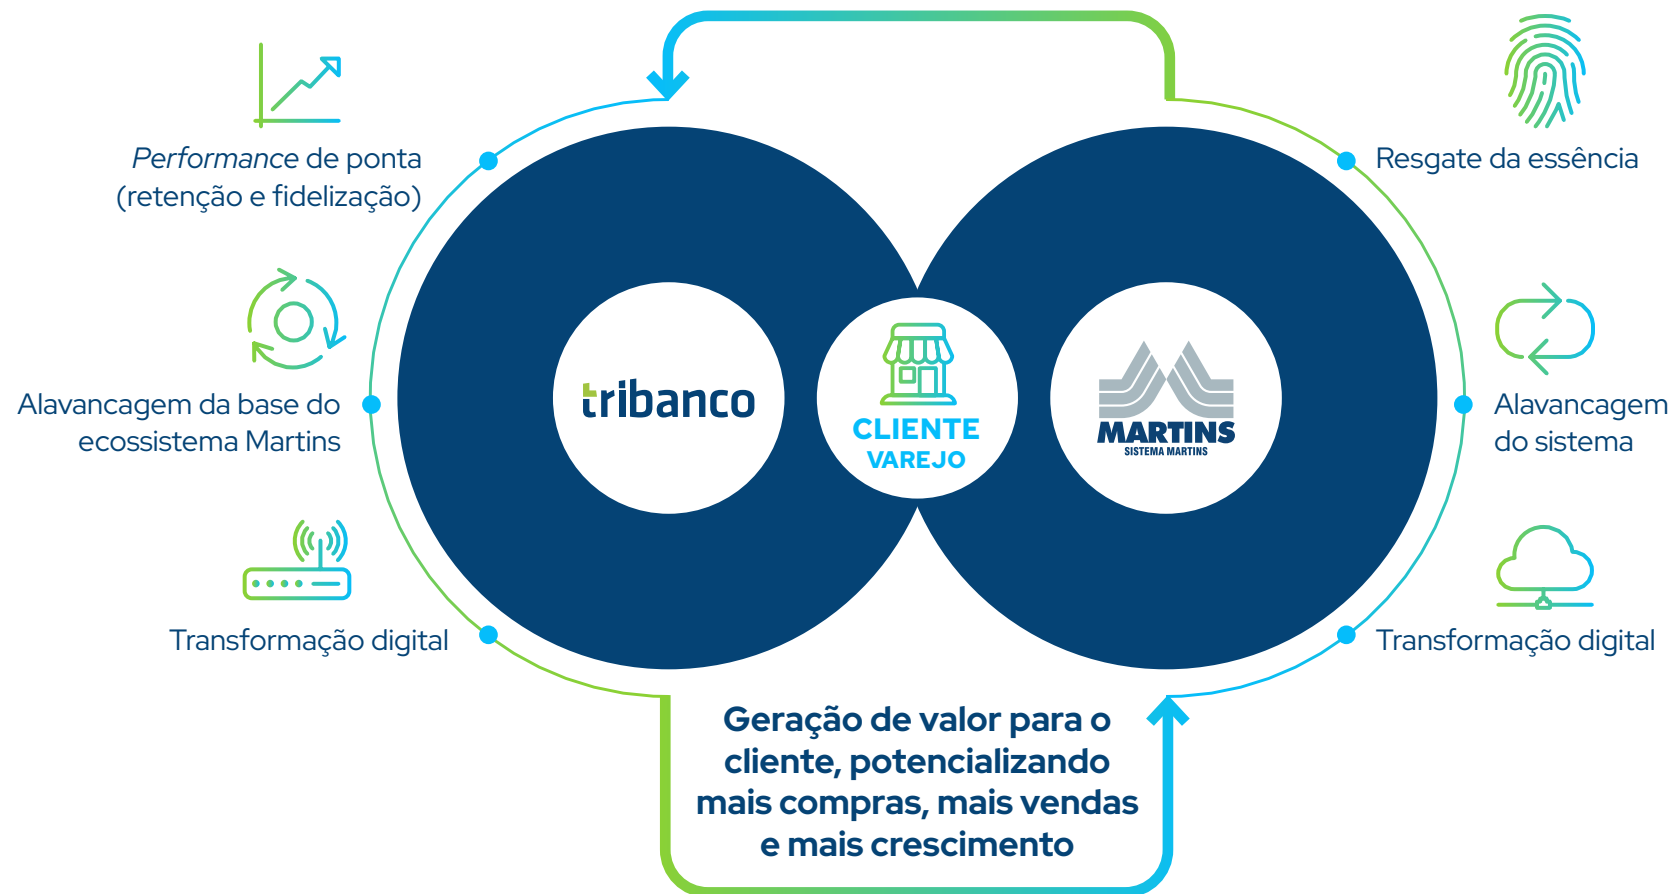 Performance de ponta
(retenção e fidelização)
Alavancagem da base do
ecossistema Martins
Transformação digital
tribanco
CLIENTE
VAREJO
MARTINS
SISTEMA MARTINS
Resgate da essência
Alavancagem
do sistema
Transformação digital
Geração de valor para o
cliente, potencializando
mais compras, mais vendas
e mais crescimento